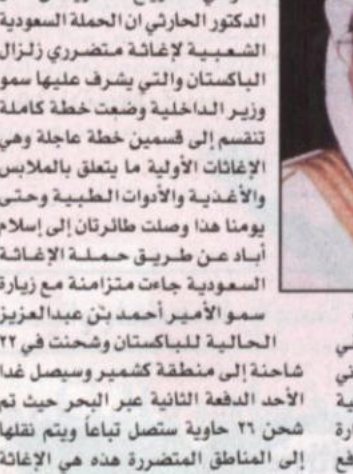 الدكتور الحارثي ان الحملة السعودية
الشعبية لإغاثة متضرري زلزال
الباكستان والتي يشرف عليها سمو
وزير الداخلية وضعت خطة كاملة
تنقسم إلى قسمين خطة عاجلة وهي
الإغاثات الأولية ما يتعلق بالملابس
والأغذية والأدوات الطبية وحتى
يومنا هذا وصلت طائرتان إلى إسلام
أباد عن طريق حملة الإغاثة
السعودية جاءت متزامنة مع زيارة
سمو الأمير أحمد بن عبدالعزيز
الحالية للباكستان وشحنت في ٢٢
شاحنة إلى منطقة كشمير وسيصل غدا
الأحد الدفعة الثانية عبر البحر حيث تم
شحن ٢٦ حاوية ستصل تباعاً ويتم نقلها
إلى المناطق المتضررة هذه هي الإغاثة